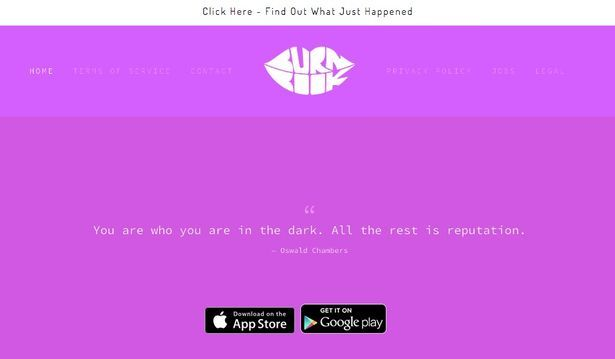 Click Here - Find Out What Just Happened
HOME TERMS OF SERVICE CONTACT BURN BOOK PRIVACY POLICY JOBS LEGAL
“
You are who you are in the dark. All the rest is reputation.
— Oswald Chambers
Download on the GET IT ON
App Store Google play